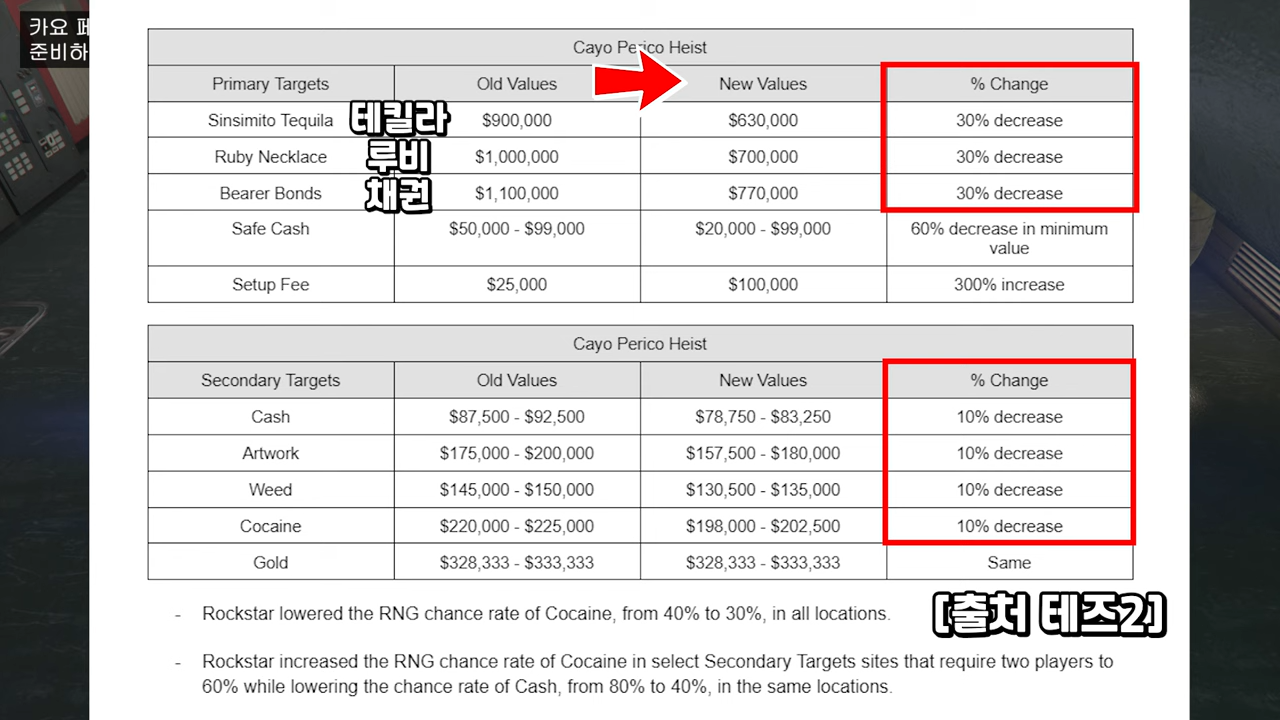 카요 페
준비하
Cayo Perico Heist
Primary Targets Old Values New Values % Change
Sinsimito Tequila 테킬라 $900,000 $630,000 30% decrease
Ruby Necklace 루비 $1,000,000 $700,000 30% decrease
Bearer Bonds 채권 $1,100,000 $770,000 30% decrease
Safe Cash $50,000 - $99,000 $20,000 - $99,000 60% decrease in minimum
value
Setup Fee $25,000 $100,000 300% increase
Cayo Perico Heist
Secondary Targets Old Values New Values % Change
Cash $87,500 - $92,500 $78,750 - $83,250 10% decrease
Artwork $175,000 - $200,000 $157,500 - $180,000 10% decrease
Weed $145,000 - $150,000 $130,500 - $135,000 10% decrease
Cocaine $220,000 - $225,000 $198,000 - $202,500 10% decrease
Gold $328,333 - $333,333 $328,333 - $333,333 Same
- Rockstar lowered the RNG chance rate of Cocaine, from 40% to 30%, in all locations.
[출처 테즈2]
- Rockstar increased the RNG chance rate of Cocaine in select Secondary Targets sites that require two players to
60% while lowering the chance rate of Cash, from 80% to 40%, in the same locations.